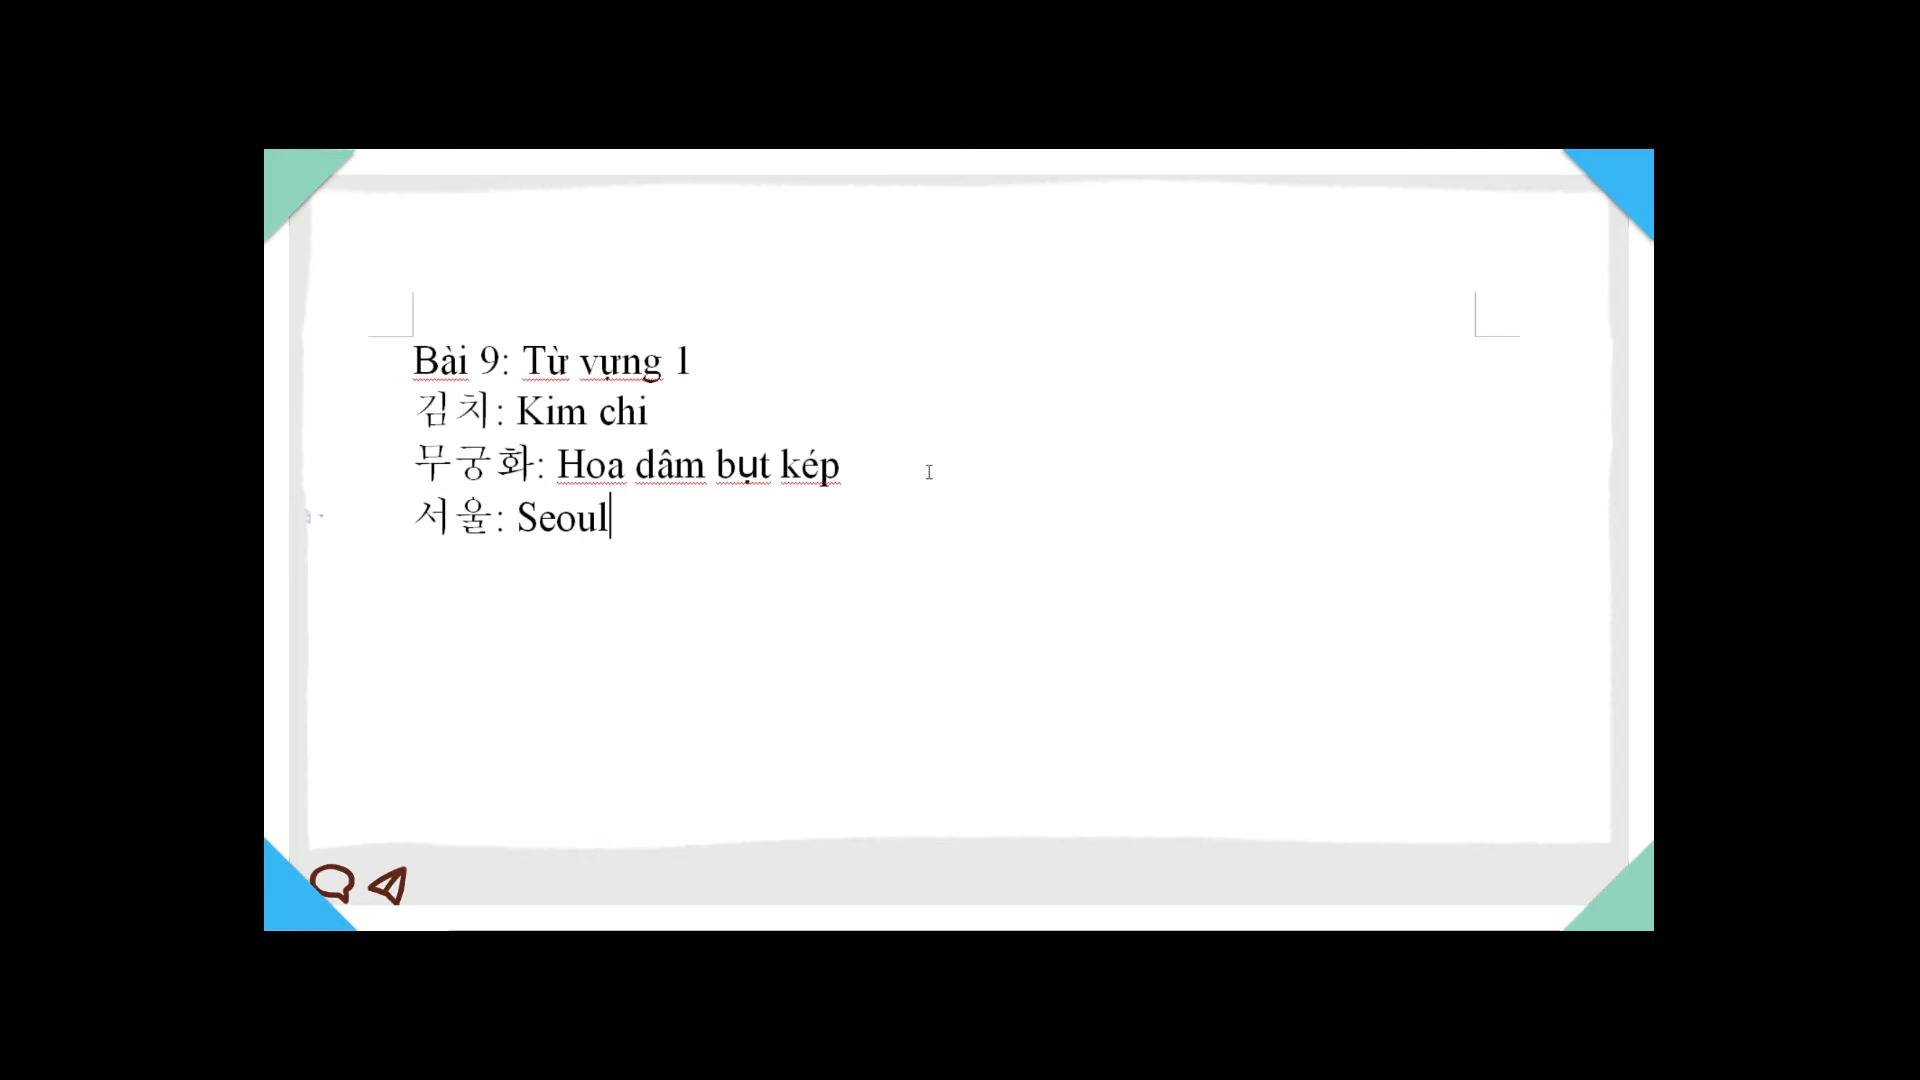 Bài 9: Từ vựng 1
김치: Kim chi
무궁화: Hoa dâm bụt kép
서울: Seoul